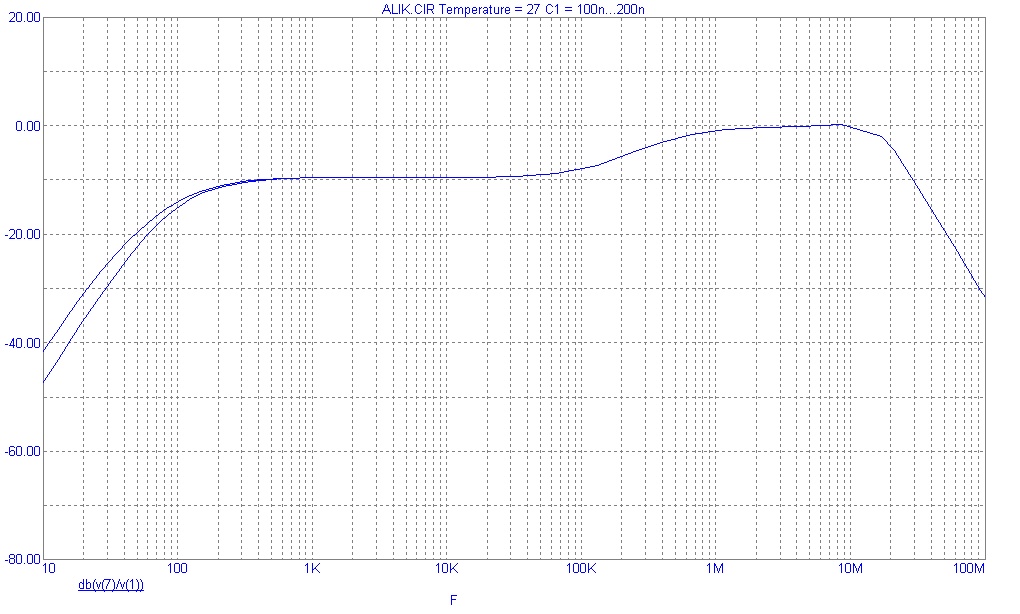 ALIK.CIR Temperature = 27 C1 = 100n...200n
20.00
0.00
-20.00
-40.00
-60.00
-80.00
10 100 1K 10K 100K 1M 10M 100M
db(v(7)/v(1))
F